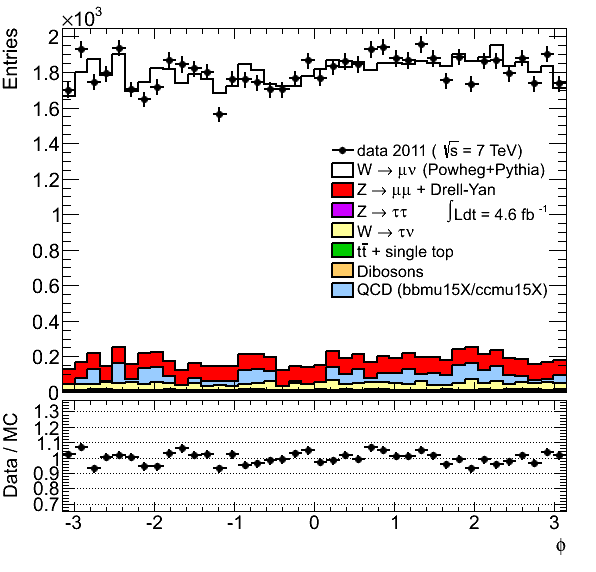 ×10³
Entries
2
1.8
1.6
1.4
1.2
1
0.8
0.6
0.4
0.2
0
data 2011 ( √s = 7 TeV)
W → μν (Powheg+Pythia)
Z → μμ + Drell-Yan
Z → ττ ∫Ldt = 4.6 fb⁻¹
W → τν
tt̄ + single top
Dibosons
QCD (bbmu15X/ccmu15X)
Data / MC
1.3
1.2
1.1
1
0.9
0.8
0.7
-3 -2 -1 0 1 2 3
ϕ